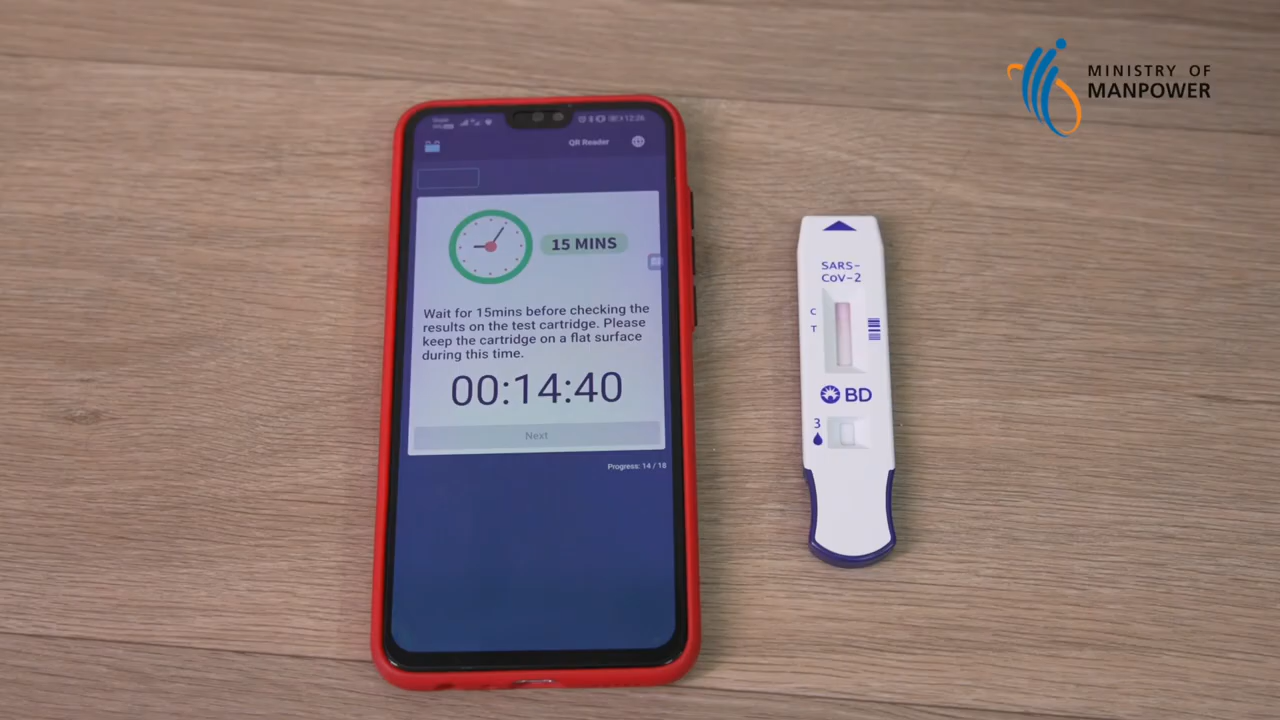 MINISTRY OF
MANPOWER
12:26
QR Reader
15 MINS
Wait for 15mins before checking the
results on the test cartridge. Please
keep the cartridge on a flat surface
during this time.
00:14:40
Next
Progress: 14 / 18
SARS-
CoV-2
C
T
BD
3